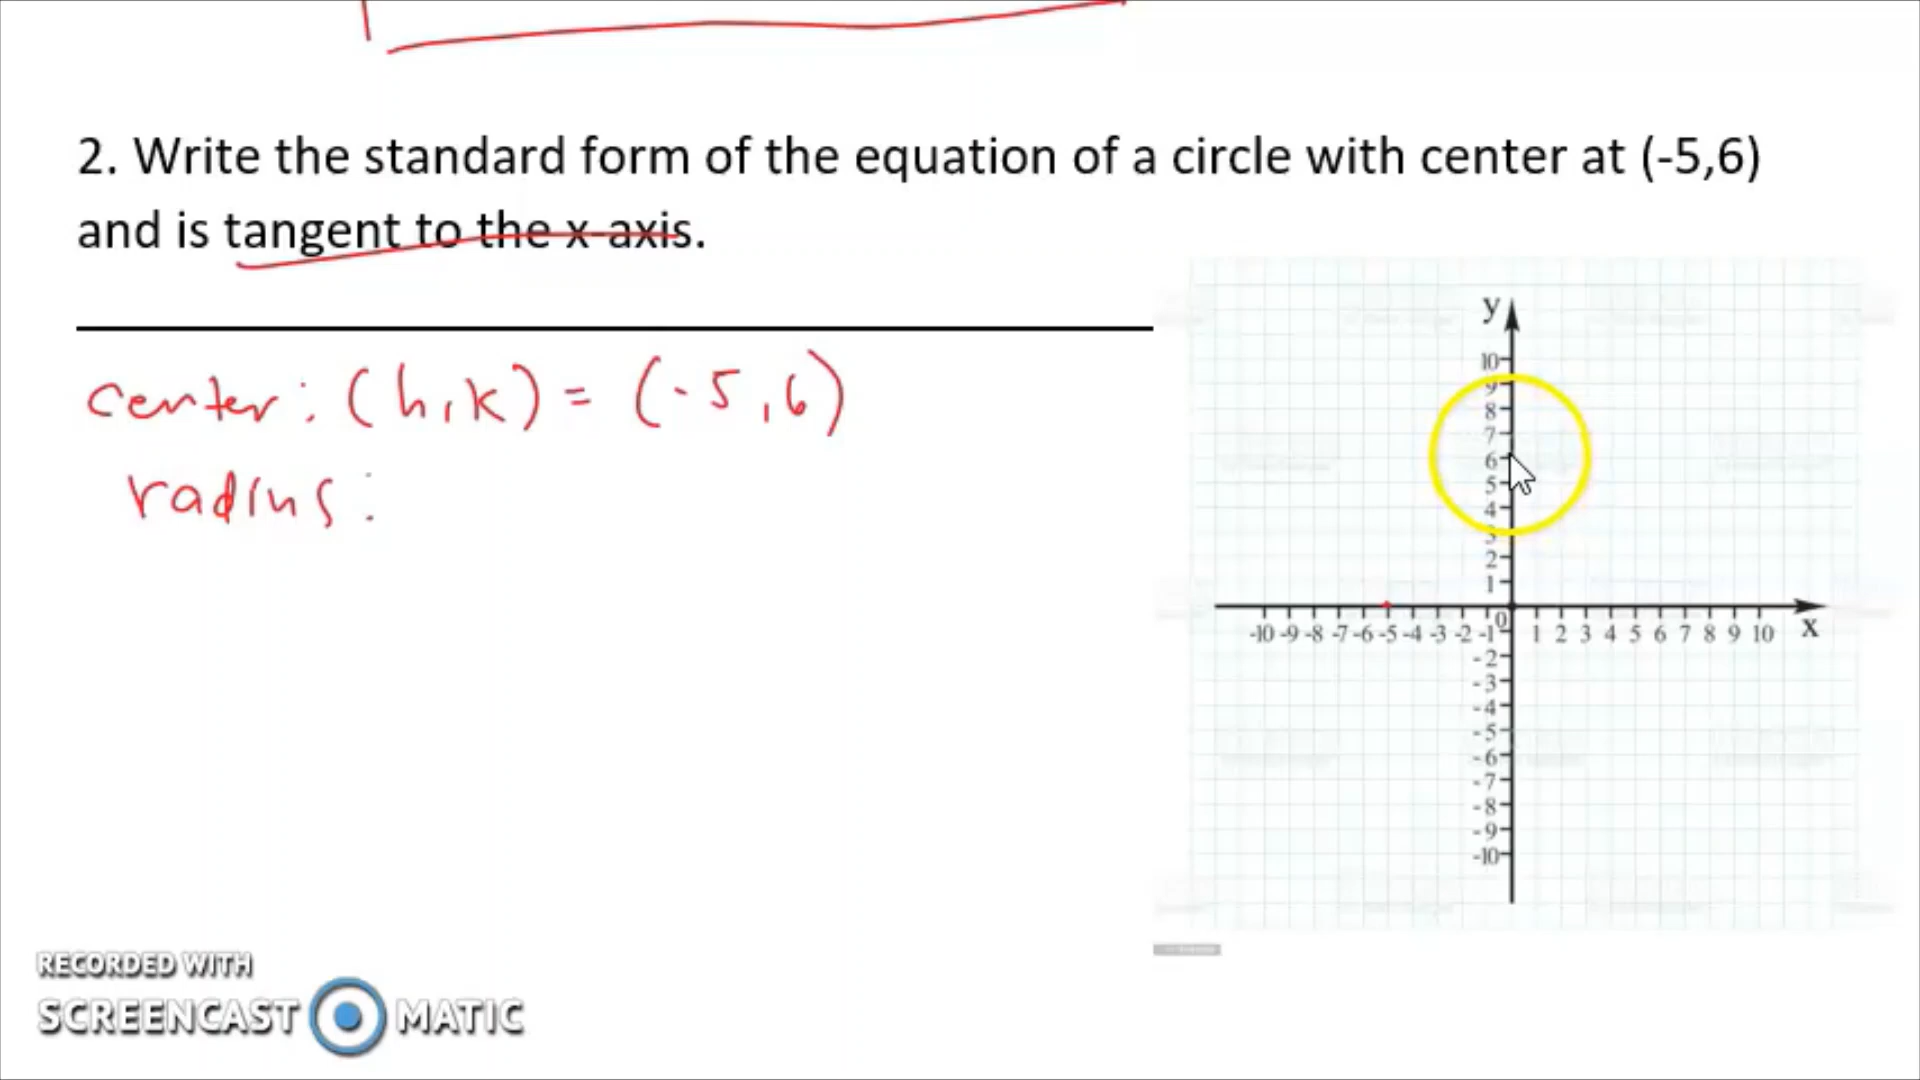 2. Write the standard form of the equation of a circle with center at (-5,6)
and is tangent to the x-axis.
center: (h,k) = (-5,6)
radius:
y
10
9
8
7
6
5
4
3
2
1
-10 -9 -8 -7 -6 -5 -4 -3 -2 -1 0 1 2 3 4 5 6 7 8 9 10 x
-2
-3
-4
-5
-6
-7
-8
-9
-10
RECORDED WITH
SCREENCAST MATIC